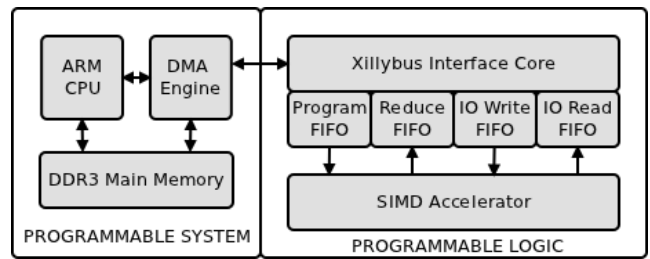 ARM
CPU
DMA
Engine
DDR3 Main Memory
PROGRAMMABLE SYSTEM
Xillybus Interface Core
Program
FIFO
Reduce
FIFO
IO Write
FIFO
IO Read
FIFO
SIMD Accelerator
PROGRAMMABLE LOGIC